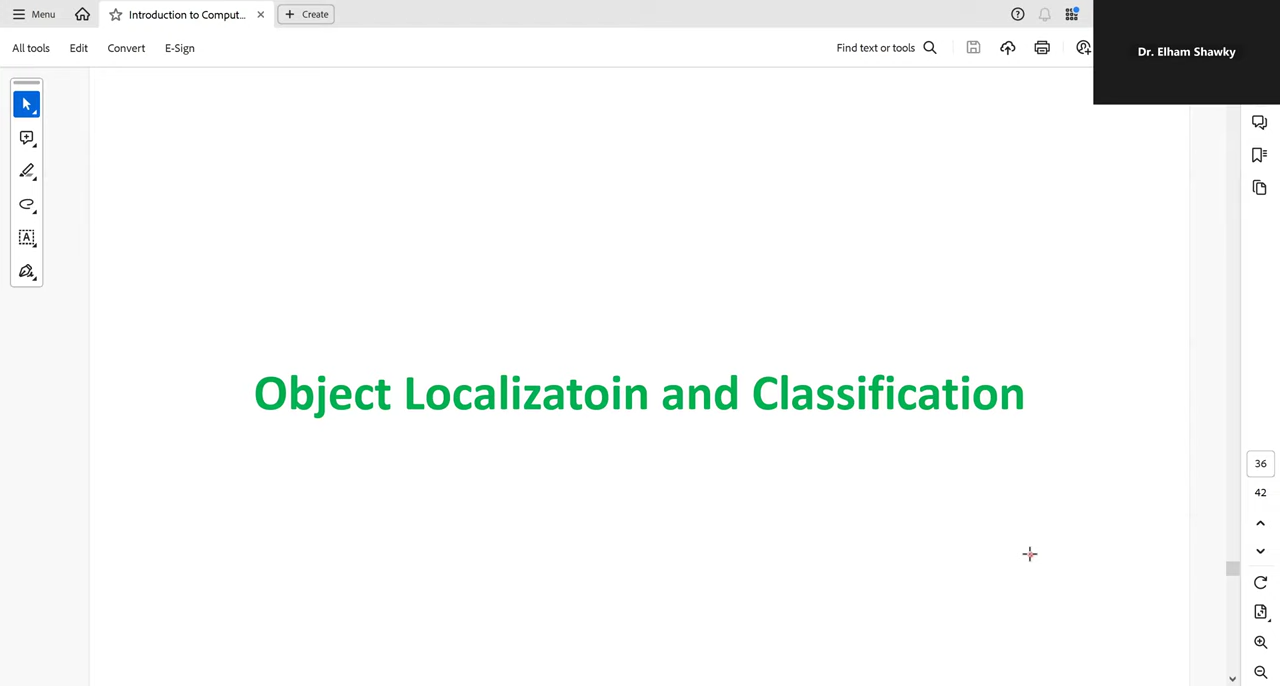 Menu
Introduction to Comput...
Create
All tools
Edit
Convert
E-Sign
Find text or tools
Dr. Elham Shawky
Object Localizatoin and Classification
36
42